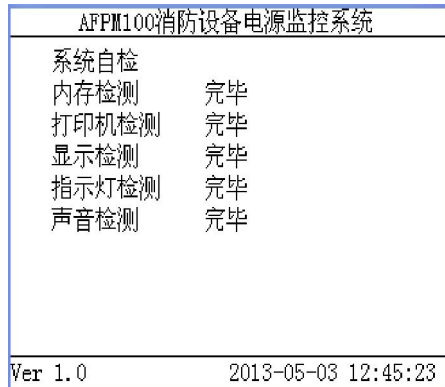 AFPM100消防设备电源监控系统
系统自检
内存检测 完毕
打印机检测 完毕
显示检测 完毕
指示灯检测 完毕
声音检测 完毕
Ver 1.0 2013-05-03 12:45:23